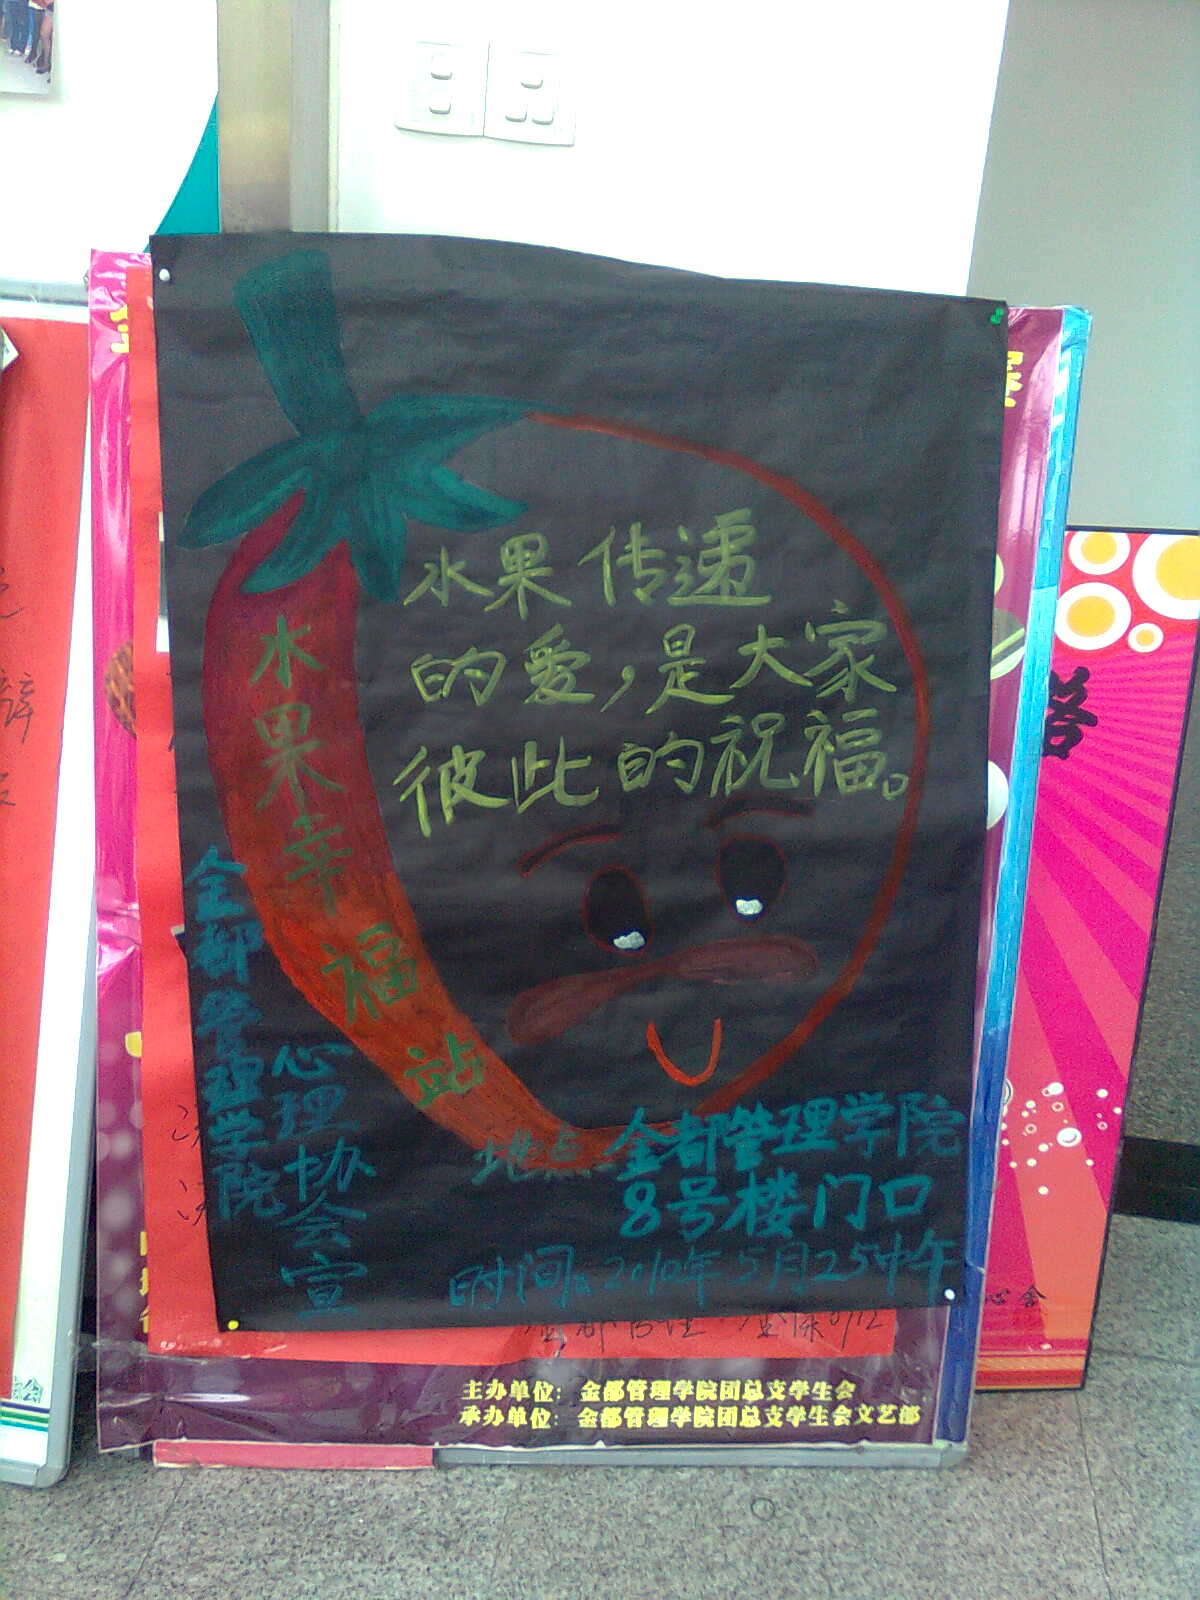 水果传递
的爱,是大家
彼此的祝福。
水果幸福站
金都管理学院
心理协会宣
地点:金都管理学院
8号楼门口
时间:2010年5月25中午
主办单位:金都管理学院团总支学生会
承办单位:金都管理学院团总支学生会文艺部